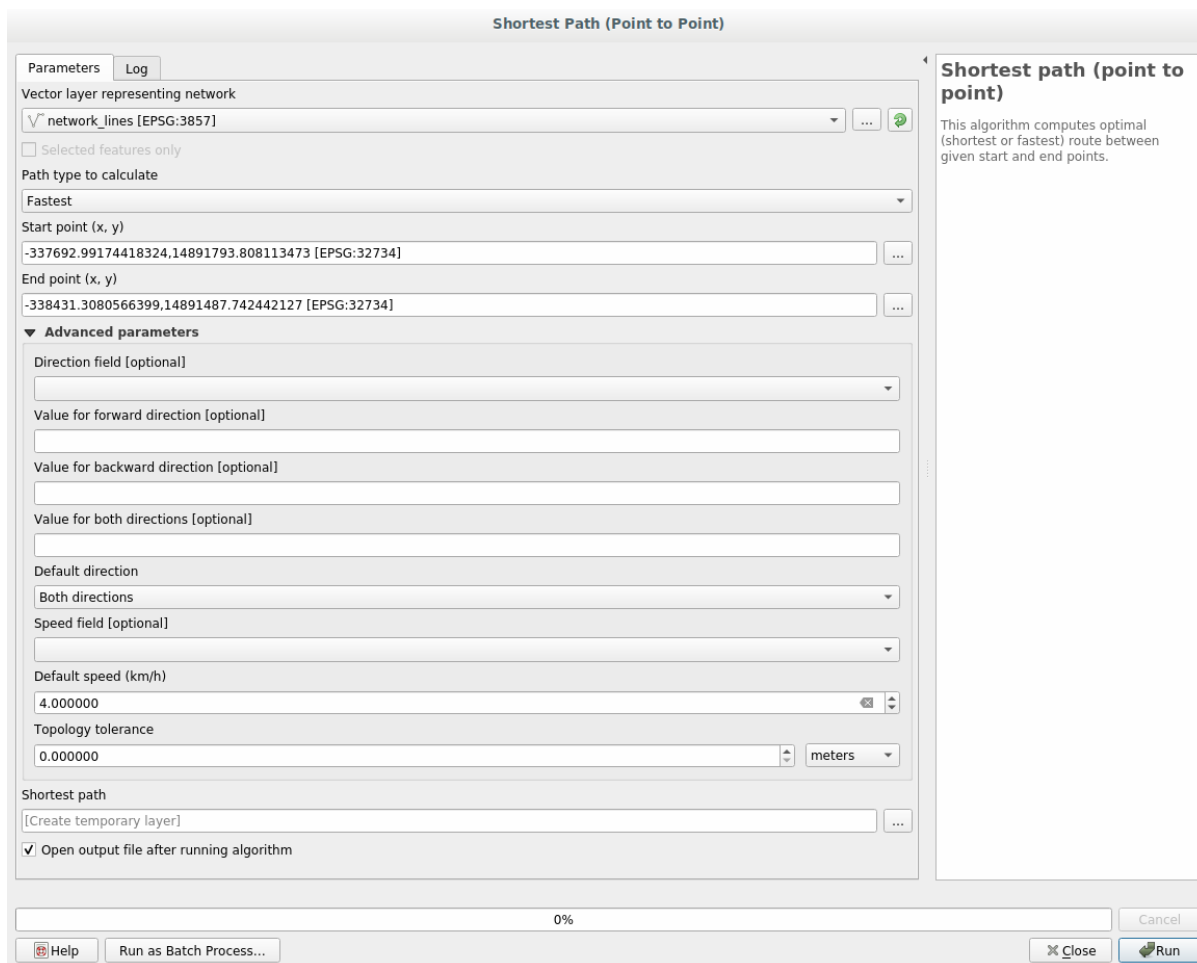 Shortest Path (Point to Point)
Parameters
Log
Vector layer representing network
network_lines [EPSG:3857]
...
Selected features only
Path type to calculate
Fastest
Start point (x, y)
-337692.99174418324,14891793.808113473 [EPSG:32734]
...
End point (x, y)
-338431.3080566399,14891487.742442127 [EPSG:32734]
...
Advanced parameters
Direction field [optional]
Value for forward direction [optional]
Value for backward direction [optional]
Value for both directions [optional]
Default direction
Both directions
Speed field [optional]
Default speed (km/h)
4.000000
Topology tolerance
0.000000
meters
Shortest path
[Create temporary layer]
...
Open output file after running algorithm
Shortest path (point to
point)
This algorithm computes optimal
(shortest or fastest) route between
given start and end points.
0%
Cancel
Help
Run as Batch Process...
Close
Run